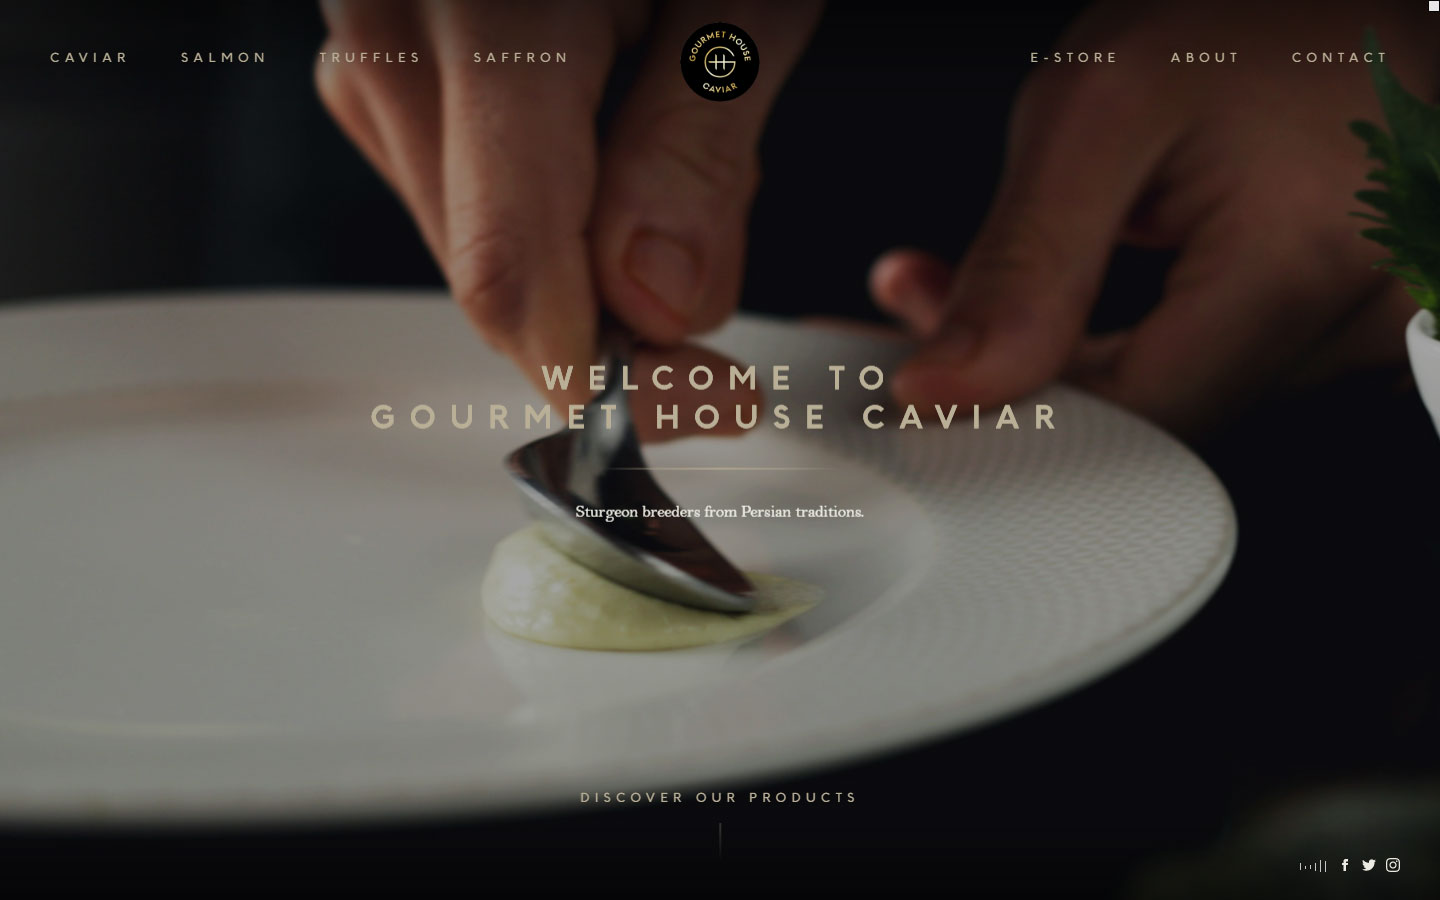 CAVIAR SALMON TRUFFLES SAFFRON
GOURMET HOUSE
CAVIAR
E-STORE ABOUT CONTACT
WELCOME TO
GOURMET HOUSE CAVIAR
Sturgeon breeders from Persian traditions.
DISCOVER OUR PRODUCTS